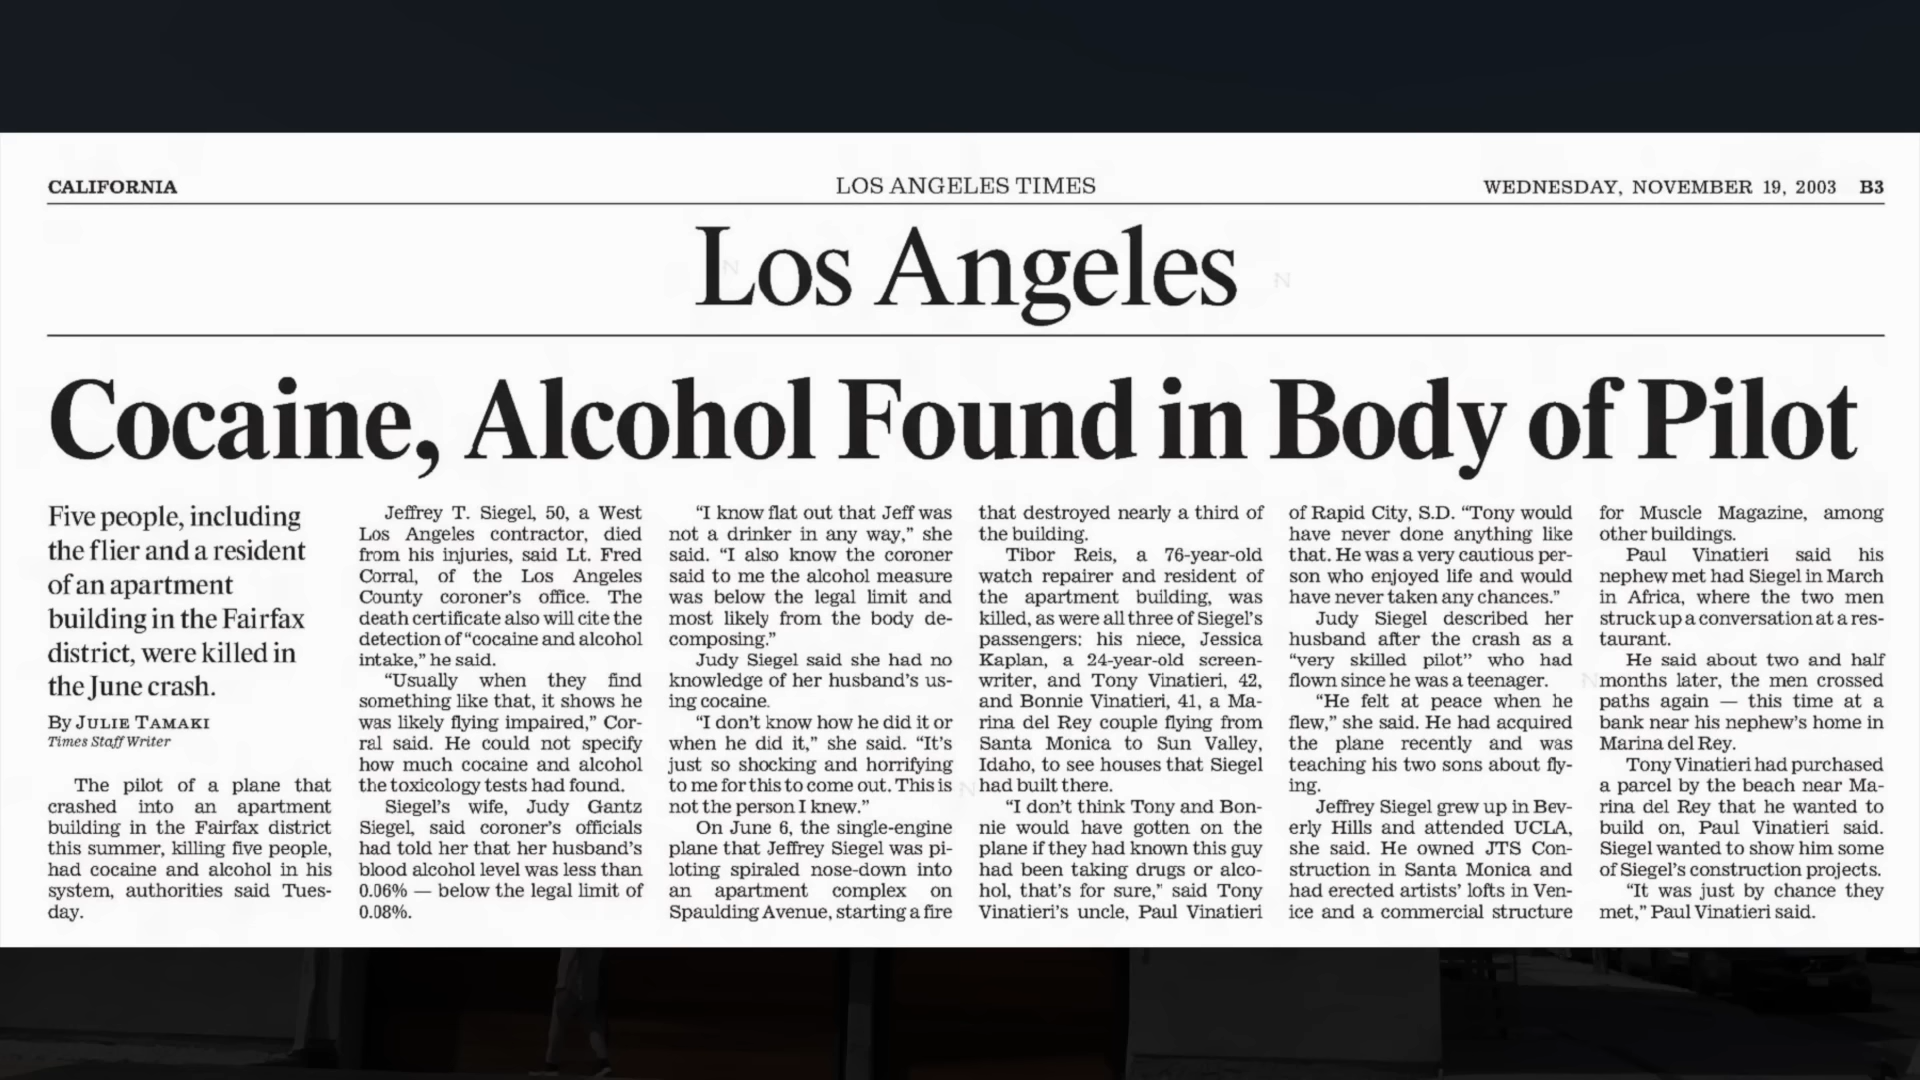 CALIFORNIA
LOS ANGELES TIMES
WEDNESDAY, NOVEMBER 19, 2003 B3
Los Angeles
Cocaine, Alcohol Found in Body of Pilot
Five people, including
the flier and a resident
of an apartment
building in the Fairfax
district, were killed in
the June crash.
By JULIE TAMAKI
Times Staff Writer
The pilot of a plane that
crashed into an apartment
building in the Fairfax district
this summer, killing five people,
had cocaine and alcohol in his
system, authorities said Tues-
day.
Jeffrey T. Siegel, 50, a West
Los Angeles contractor, died
from his injuries, said Lt. Fred
Corral, of the Los Angeles
County coroner's office. The
death certificate also will cite the
detection of “cocaine and alcohol
intake,” he said.
“Usually when they find
something like that, it shows he
was likely flying impaired,” Cor-
ral said. He could not specify
how much cocaine and alcohol
the toxicology tests had found.
Siegel's wife, Judy Gantz
Siegel, said coroner's officials
had told her that her husband's
blood alcohol level was less than
0.06% — below the legal limit of
0.08%.
“I know flat out that Jeff was
not a drinker in any way,” she
said. “I also know the coroner
said to me the alcohol measure
was below the legal limit and
most likely from the body de-
composing.”
Judy Siegel said she had no
knowledge of her husband's us-
ing cocaine.
“I don't know how he did it or
when he did it,” she said. “It's
just so shocking and horrifying
to me for this to come out. This is
not the person I knew.”
On June 6, the single-engine
plane that Jeffrey Siegel was pi-
loting spiraled nose-down into
an apartment complex on
Spaulding Avenue, starting a fire
that destroyed nearly a third of
the building.
Tibor Reis, a 76-year-old
watch repairer and resident of
the apartment building, was
killed, as were all three of Siegel's
passengers: his niece, Jessica
Kaplan, a 24-year-old screen-
writer, and Tony Vinatieri, 42,
and Bonnie Vinatieri, 41, a Ma-
rina del Rey couple flying from
Santa Monica to Sun Valley,
Idaho, to see houses that Siegel
had built there.
“I don't think Tony and Bon-
nie would have gotten on the
plane if they had known this guy
had been taking drugs or alco-
hol, that's for sure,” said Tony
Vinatieri's uncle, Paul Vinatieri
of Rapid City, S.D. “Tony would
have never done anything like
that. He was a very cautious per-
son who enjoyed life and would
have never taken any chances.”
Judy Siegel described her
husband after the crash as a
“very skilled pilot” who had
flown since he was a teenager.
“He felt at peace when he
flew,” she said. He had acquired
the plane recently and was
teaching his two sons about fly-
ing.
Jeffrey Siegel grew up in Bev-
erly Hills and attended UCLA,
she said. He owned JTS Con-
struction in Santa Monica and
had erected artists' lofts in Ven-
ice and a commercial structure
for Muscle Magazine, among
other buildings.
Paul Vinatieri said his
nephew met had Siegel in March
in Africa, where the two men
struck up a conversation at a res-
taurant.
He said about two and half
months later, the men crossed
paths again — this time at a
bank near his nephew's home in
Marina del Rey.
Tony Vinatieri had purchased
a parcel by the beach near Ma-
rina del Rey that he wanted to
build on, Paul Vinatieri said.
Siegel wanted to show him some
of Siegel's construction projects.
“It was just by chance they
met,” Paul Vinatieri said.